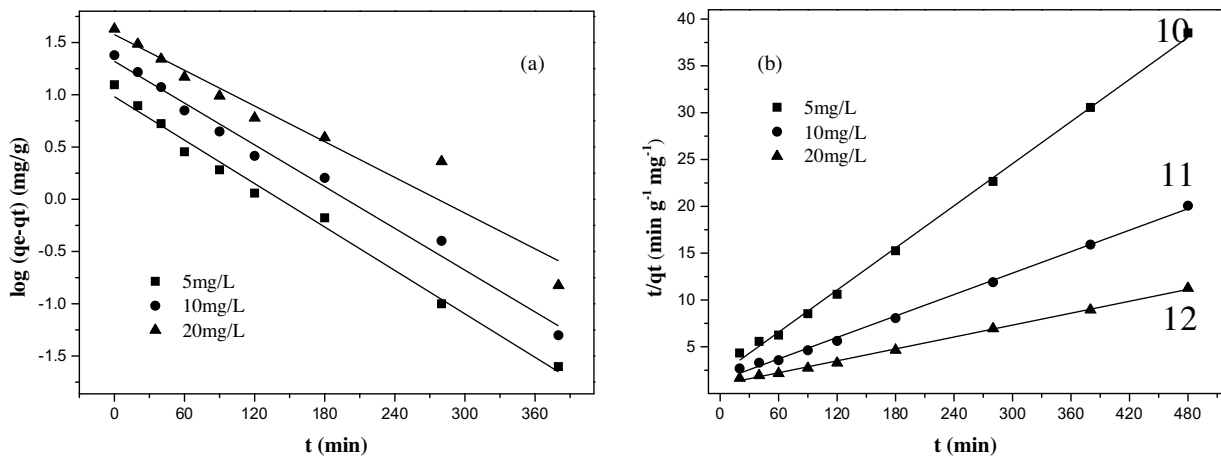 (a)
log (qe-qt) (mg/g)
1.5
1.0
0.5
0.0
-0.5
-1.0
-1.5
5mg/L
10mg/L
20mg/L
0 60 120 180 240 300 360
t (min)
(b)
t/qt (min g⁻¹ mg⁻¹)
40
35
30
25
20
15
10
5
5mg/L
10mg/L
20mg/L
10
11
12
0 60 120 180 240 300 360 420 480
t (min)